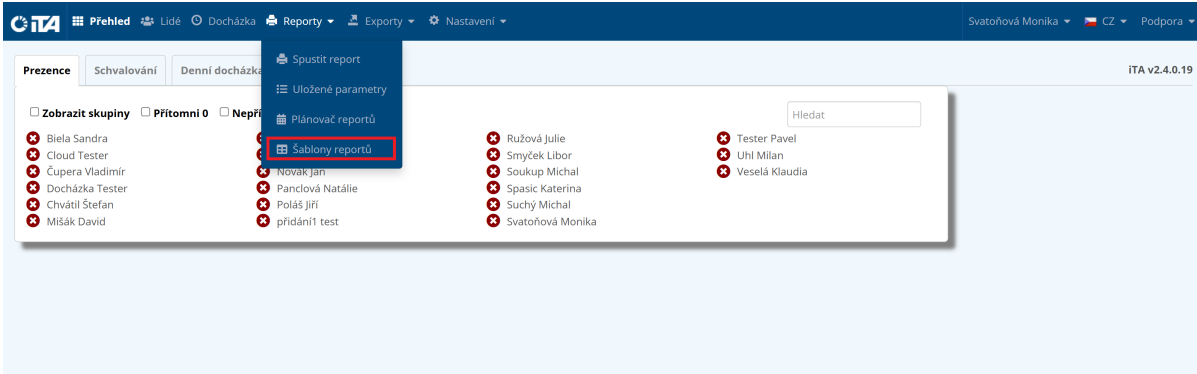 iTA Přehled Lidé Docházka Reporty Exporty Nastavení Svatoňová Monika CZ Podpora
Spustit report
Uložené parametry
Plánovač reportů
Šablony reportů
Prezence Schvalování Denní docházka iTA v2.4.0.19
Zobrazit skupiny Přítomni 0 Nepří
Hledat
Biela Sandra
Cloud Tester
Čupera Vladimír
Docházka Tester
Chvátil Štefan
Mišák David
Novák Jan
Panclová Natálie
Poláš Jiří
přidání1 test
Ružová Julie
Smyček Libor
Soukup Michal
Spasic Katerina
Suchý Michal
Svatoňová Monika
Tester Pavel
Uhl Milan
Veselá Klaudia